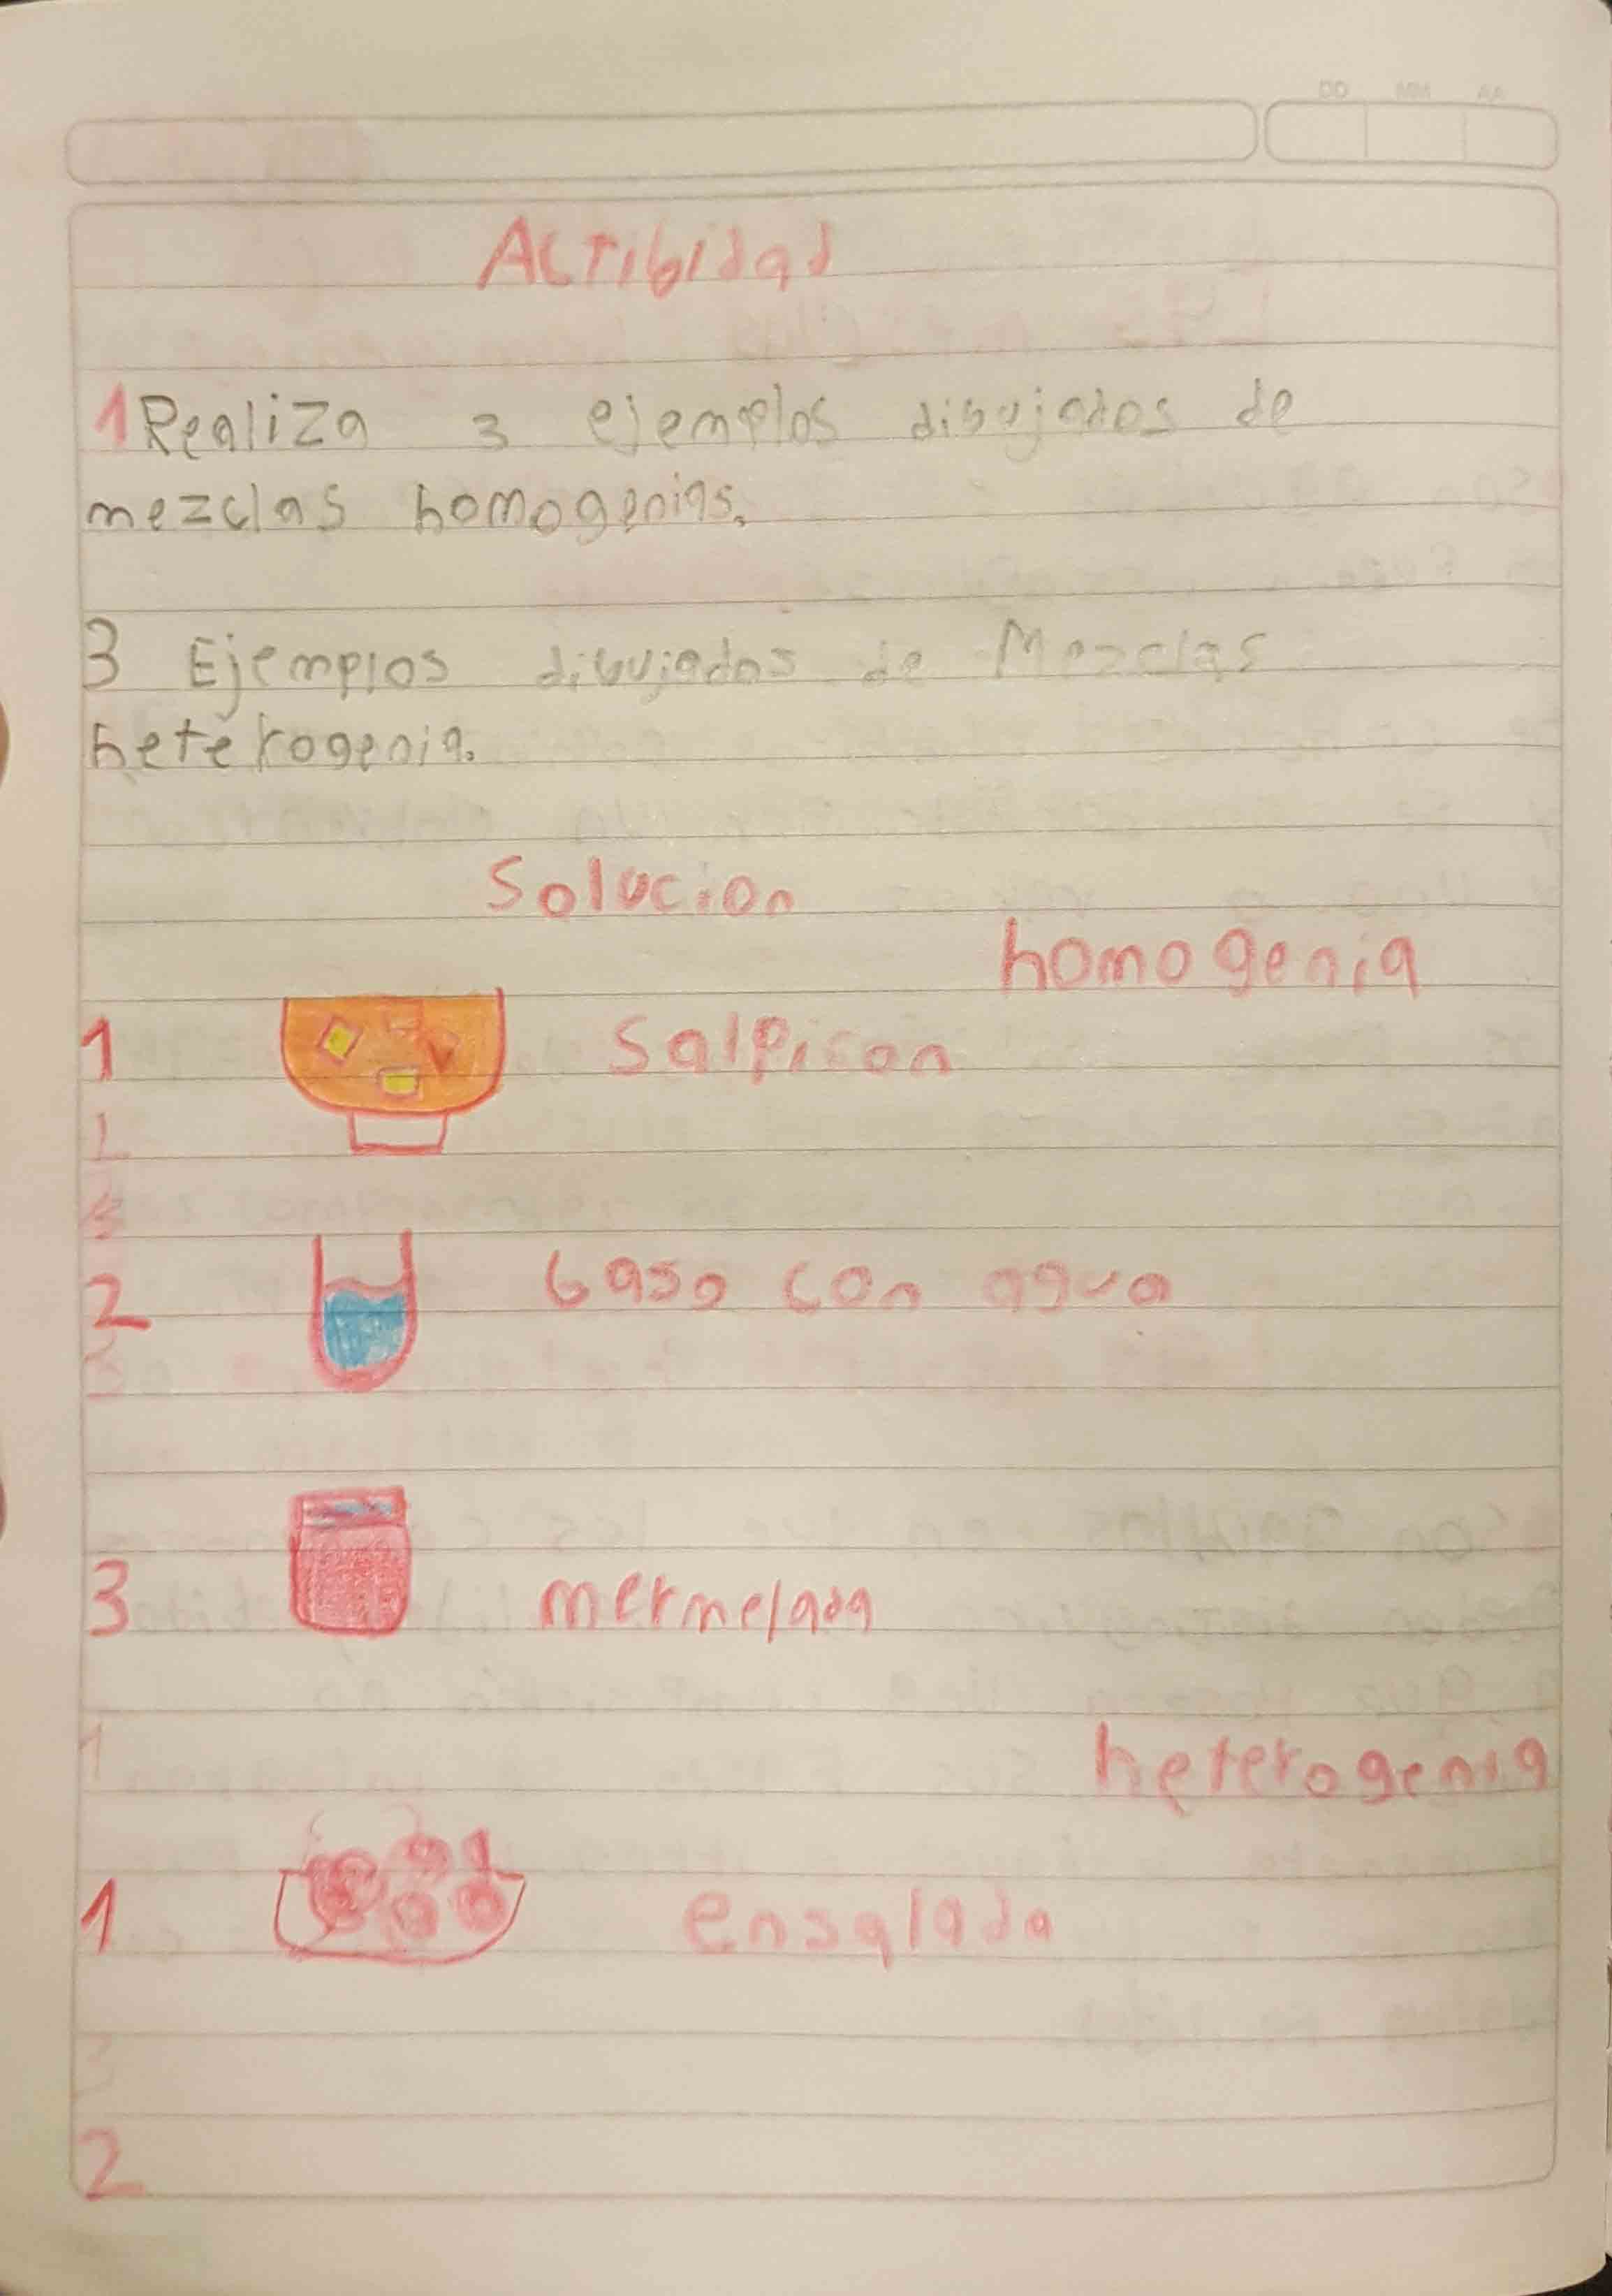 DD MM AA
Actibidad
1 Realiza 3 ejemplos dibujados de
mezclas homogenias.
3 Ejemplos dibujados de Mezclas
heterogenia.
Solucion
homogenia
1 Salpicon
2 baso con agua
3 mermelada
heterogenia
1 ensalada
2